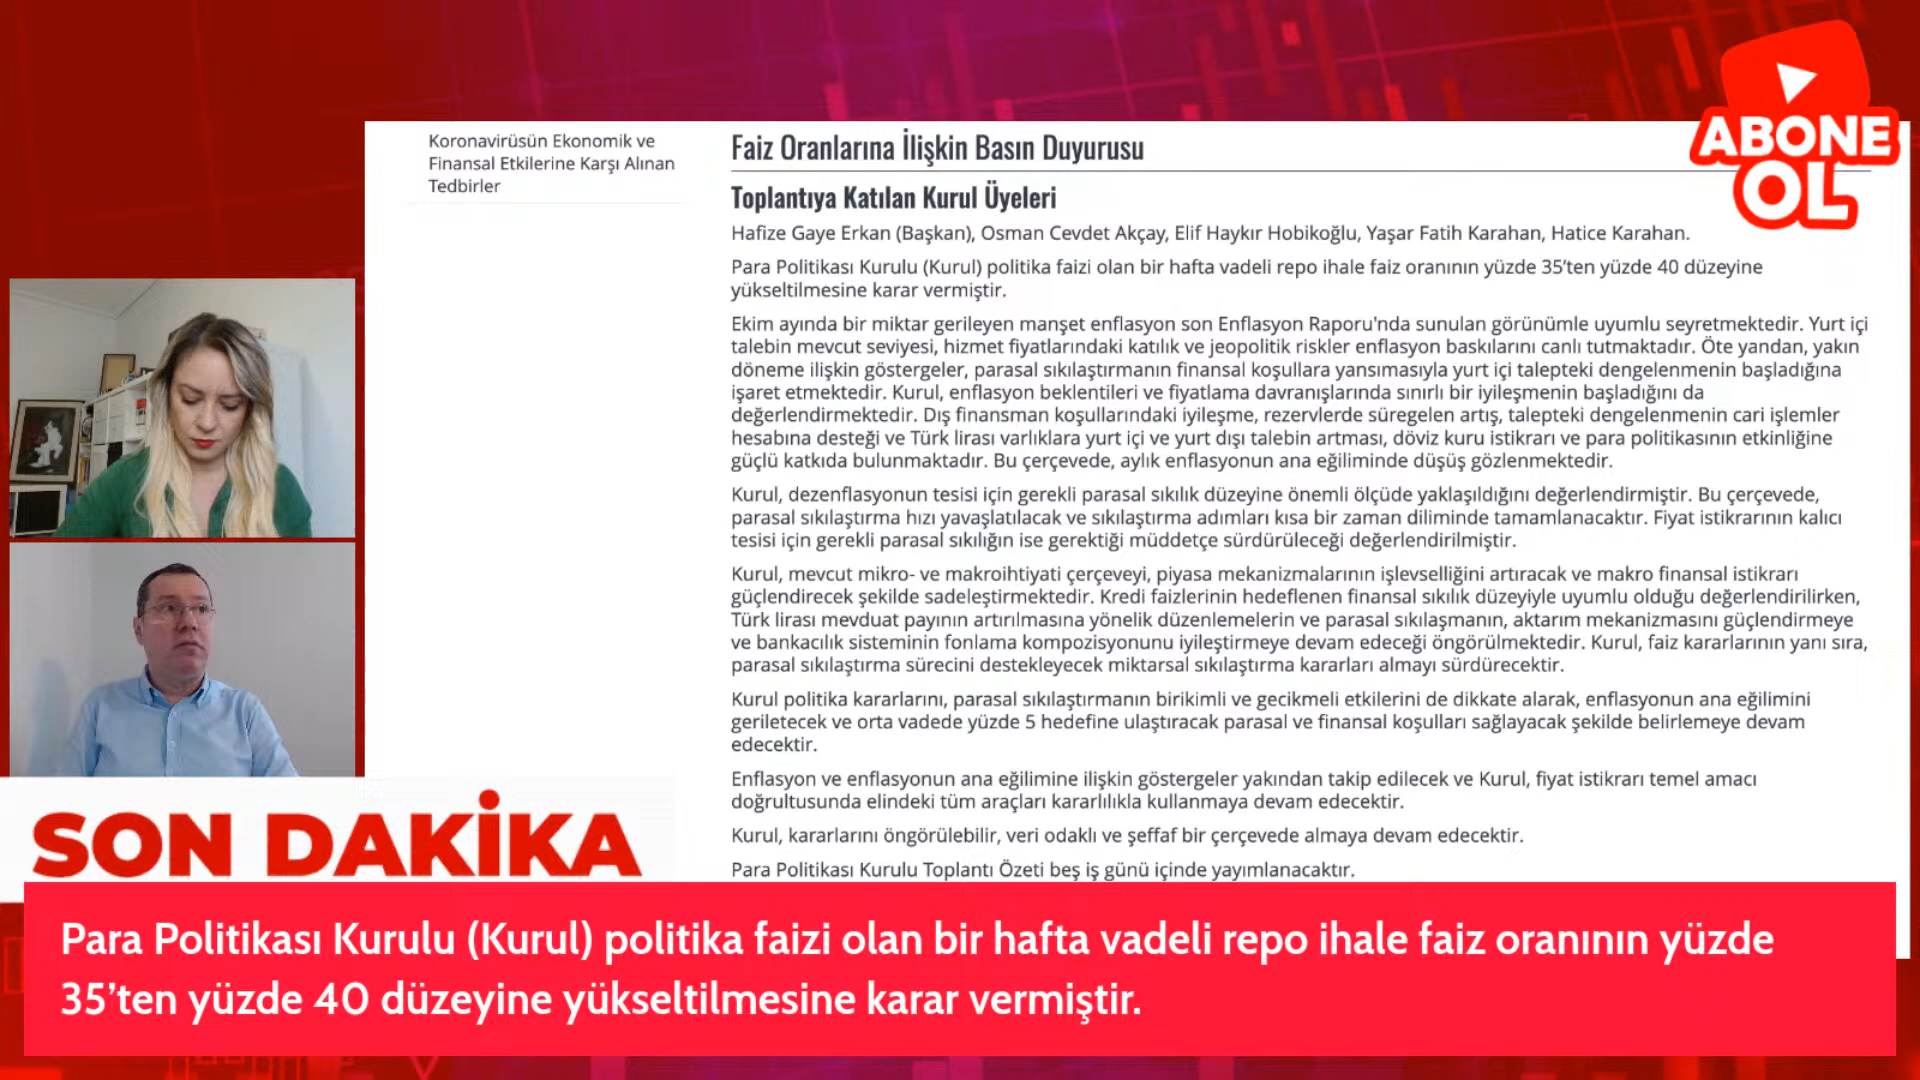 Koronavirüsün Ekonomik ve
Finansal Etkilerine Karşı Alınan
Tedbirler
Faiz Oranlarına İlişkin Basın Duyurusu
Toplantıya Katılan Kurul Üyeleri
Hafize Gaye Erkan (Başkan), Osman Cevdet Akçay, Elif Haykır Hobikoğlu, Yaşar Fatih Karahan, Hatice Karahan.
Para Politikası Kurulu (Kurul) politika faizi olan bir hafta vadeli repo ihale faiz oranının yüzde 35’ten yüzde 40 düzeyine
yükseltilmesine karar vermiştir.
Ekim ayında bir miktar gerileyen manşet enflasyon son Enflasyon Raporu'nda sunulan görünümle uyumlu seyretmektedir. Yurt içi
talebin mevcut seviyesi, hizmet fiyatlarındaki katılık ve jeopolitik riskler enflasyon baskılarını canlı tutmaktadır. Öte yandan, yakın
döneme ilişkin göstergeler, parasal sıkılaştırmanın finansal koşullara yansımasıyla yurt içi talepteki dengelenmenin başladığına
işaret etmektedir. Kurul, enflasyon beklentileri ve fiyatlama davranışlarında sınırlı bir iyileşmenin başladığını da
değerlendirmektedir. Dış finansman koşullarındaki iyileşme, rezervlerde süregelen artış, talepteki dengelenmenin cari işlemler
hesabına desteği ve Türk lirası varlıklara yurt içi ve yurt dışı talebin artması, döviz kuru istikrarı ve para politikasının etkinliğine
güçlü katkıda bulunmaktadır. Bu çerçevede, aylık enflasyonun ana eğiliminde düşüş gözlenmektedir.
Kurul, dezenflasyonun tesisi için gerekli parasal sıkılık düzeyine önemli ölçüde yaklaşıldığını değerlendirmiştir. Bu çerçevede,
parasal sıkılaştırma hızı yavaşlatılacak ve sıkılaştırma adımları kısa bir zaman diliminde tamamlanacaktır. Fiyat istikrarının kalıcı
tesisi için gerekli parasal sıkılığın ise gerektiği müddetçe sürdürüleceği değerlendirilmiştir.
Kurul, mevcut mikro- ve makroihtiyati çerçeveyi, piyasa mekanizmalarının işlevselliğini artıracak ve makro finansal istikrarı
güçlendirecek şekilde sadeleştirmektedir. Kredi faizlerinin hedeflenen finansal sıkılık düzeyiyle uyumlu olduğu değerlendirilirken,
Türk lirası mevduat payının artırılmasına yönelik düzenlemelerin ve parasal sıkılaşmanın, aktarım mekanizmasını güçlendirmeye
ve bankacılık sisteminin fonlama kompozisyonunu iyileştirmeye devam edeceği öngörülmektedir. Kurul, faiz kararlarının yanı sıra,
parasal sıkılaştırma sürecini destekleyecek miktarsal sıkılaştırma kararları almayı sürdürecektir.
Kurul politika kararlarını, parasal sıkılaştırmanın birikimli ve gecikmeli etkilerini de dikkate alarak, enflasyonun ana eğilimini
geriletecek ve orta vadede yüzde 5 hedefine ulaştıracak parasal ve finansal koşulları sağlayacak şekilde belirlemeye devam
edecektir.
Enflasyon ve enflasyonun ana eğilimine ilişkin göstergeler yakından takip edilecek ve Kurul, fiyat istikrarı temel amacı
doğrultusunda elindeki tüm araçları kararlılıkla kullanmaya devam edecektir.
Kurul, kararlarını öngörülebilir, veri odaklı ve şeffaf bir çerçevede almaya devam edecektir.
Para Politikası Kurulu Toplantı Özeti beş iş günü içinde yayımlanacaktır.
ABONE
OL
SON DAKİKA
Para Politikası Kurulu (Kurul) politika faizi olan bir hafta vadeli repo ihale faiz oranının yüzde
35’ten yüzde 40 düzeyine yükseltilmesine karar vermiştir.